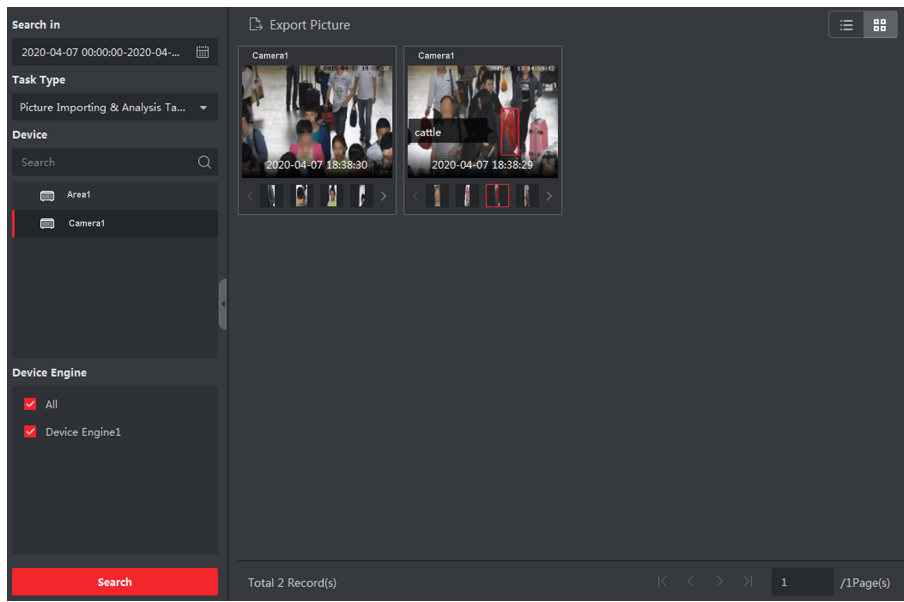 Search in
2020-04-07 00:00:00-2020-04-...
Task Type
Picture Importing & Analysis Ta...
Device
Search
Area1
Camera1
Device Engine
All
Device Engine1
Search
Export Picture
Camera1
2020-04-07 18:38:30
Camera1
cattle
2020-04-07 18:38:29
Total 2 Record(s)
1
/1Page(s)